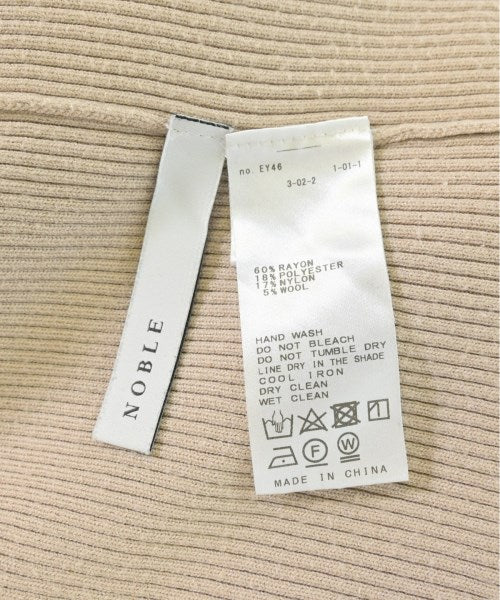 NOBLE
no. EY46 1-01-1
3-02-2
60% RAYON
18% POLYESTER
17% NYLON
5% WOOL
HAND WASH
DO NOT BLEACH
DO NOT TUMBLE DRY
LINE DRY IN THE SHADE
COOL IRON
DRY CLEAN
WET CLEAN
F W
MADE IN CHINA